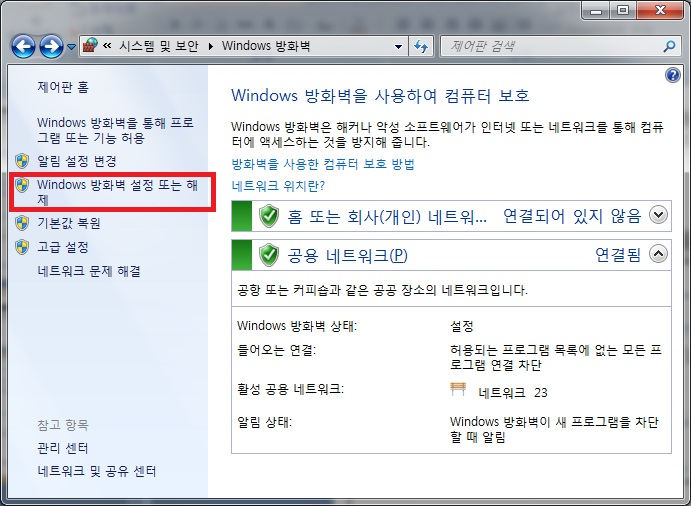 « 시스템 및 보안 ▸ Windows 방화벽
제어판 검색
제어판 홈
Windows 방화벽을 통해 프로
그램 또는 기능 허용
알림 설정 변경
Windows 방화벽 설정 또는 해
제
기본값 복원
고급 설정
네트워크 문제 해결
참고 항목
관리 센터
네트워크 및 공유 센터
Windows 방화벽을 사용하여 컴퓨터 보호
Windows 방화벽은 해커나 악성 소프트웨어가 인터넷 또는 네트워크를 통해 컴퓨
터에 액세스하는 것을 방지해 줍니다.
방화벽을 사용한 컴퓨터 보호 방법
네트워크 위치란?
홈 또는 회사(개인) 네트워... 연결되어 있지 않음
공용 네트워크(P) 연결됨
공항 또는 커피숍과 같은 공공 장소의 네트워크입니다.
Windows 방화벽 상태: 설정
들어오는 연결: 허용되는 프로그램 목록에 없는 모든 프
로그램 연결 차단
활성 공용 네트워크: 네트워크 23
알림 상태: Windows 방화벽이 새 프로그램을 차단
할 때 알림